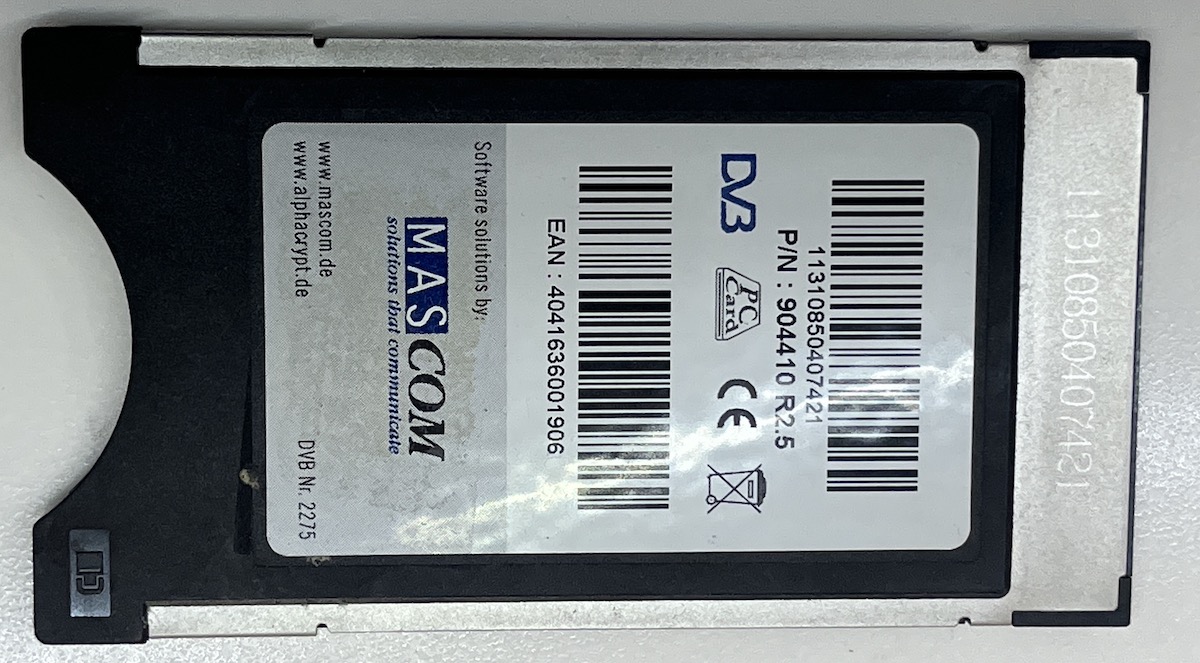 11310850407421
11310850407421
P/N : 904410 R2.5
DVB
PC
Card
CE
EAN : 4041636001906
Software solutions by:
MASCOM
solutions that communicate
www.mascom.de
www.alphacrypt.de
DVB Nr. 2275